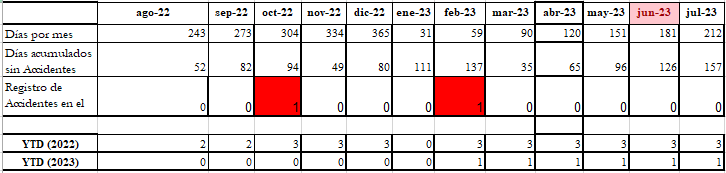 ago-22 sep-22 oct-22 nov-22 dic-22 ene-23 feb-23 mar-23 abr-23 may-23 jun-23 jul-23
Días por mes 243 273 304 334 365 31 59 90 120 151 181 212
Días acumulados
sin Accidentes 52 82 94 49 80 111 137 35 65 96 126 157
Registro de
Accidentes en el 0 0 1 0 0 0 1 0 0 0 0 0
YTD (2022) 2 2 3 3 3 0 3 3 3 3 3 3
YTD (2023) 0 0 0 0 0 0 1 1 1 1 1 1